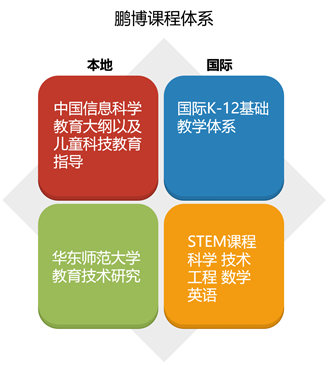 鹏博课程体系
本地
国际
中国信息科学
教育大纲以及
儿童科技教育
指导
国际K-12基础
教学体系
华东师范大学
教育技术研究
STEM课程
科学 技术
工程 数学
英语